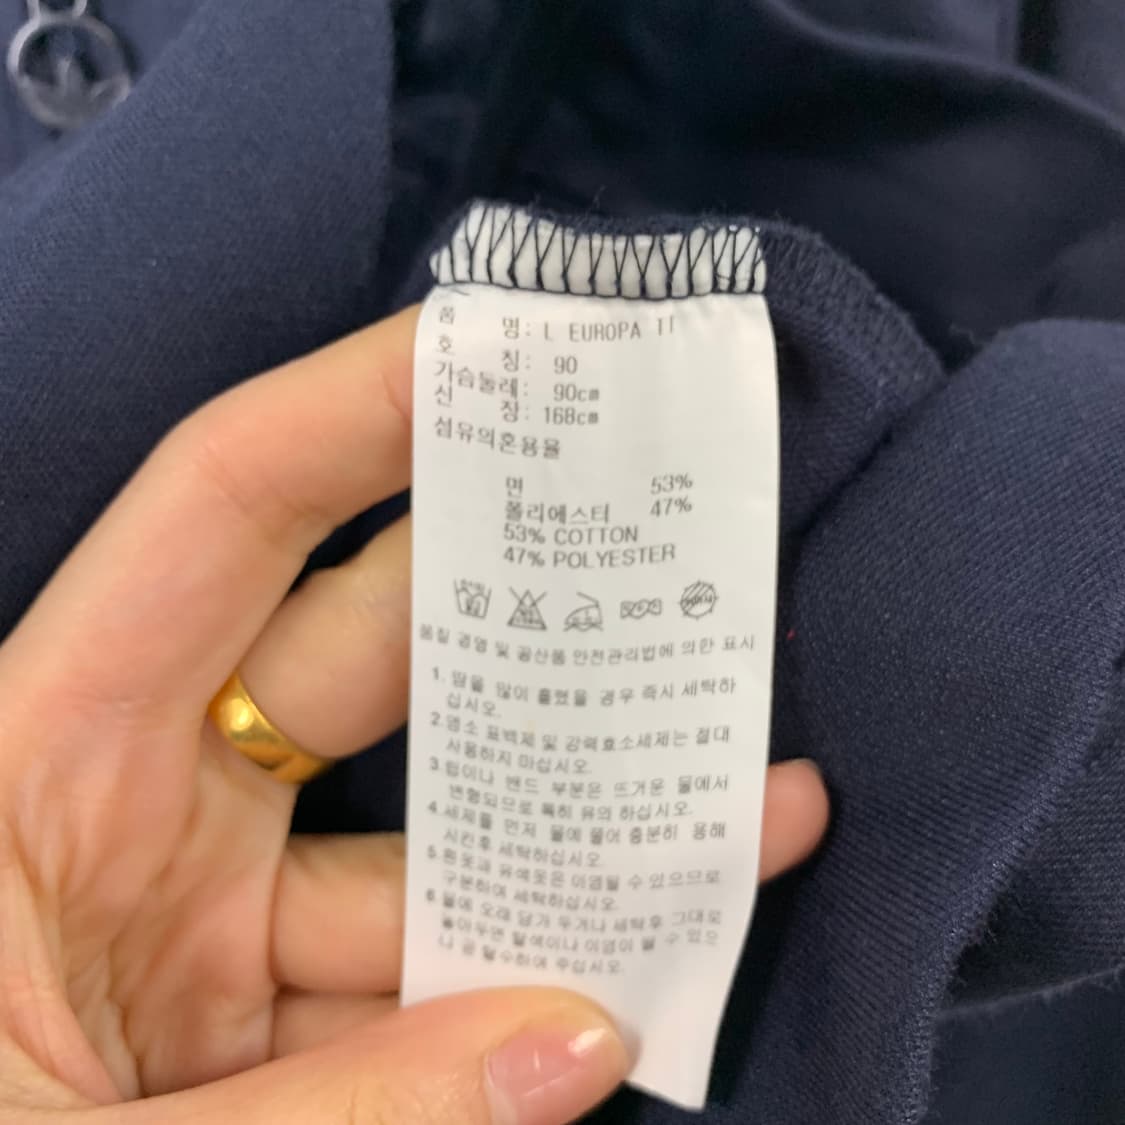 품 명: L EUROPA TT
호 칭: 90
가슴둘레: 90cm
신 장: 168cm
섬유의혼용율
면 53%
폴리에스터 47%
53% COTTON
47% POLYESTER
품질 경영 및 공산품 안전관리법에 의한 표시
1. 땀을 많이 흘렸을 경우 즉시 세탁하
십시오.
2.염소 표백제 및 강력효소세제는 절대
사용하지 마십시오.
3.립이나 밴드 부분은 뜨거운 물에서
변형되므로 특히 유의 하십시오.
4.세제를 먼저 물에 풀어 충분히 용해
시킨후 세탁하십시오.
5.흰옷과 유색옷은 이염될 수 있으므로
구분하여 세탁하십시오.
6.물에 오래 담가 두거나 세탁후 그대로
놓아두면 탈색이나 이염이 될 수 있으
니 곧 탈수하여 주십시오.